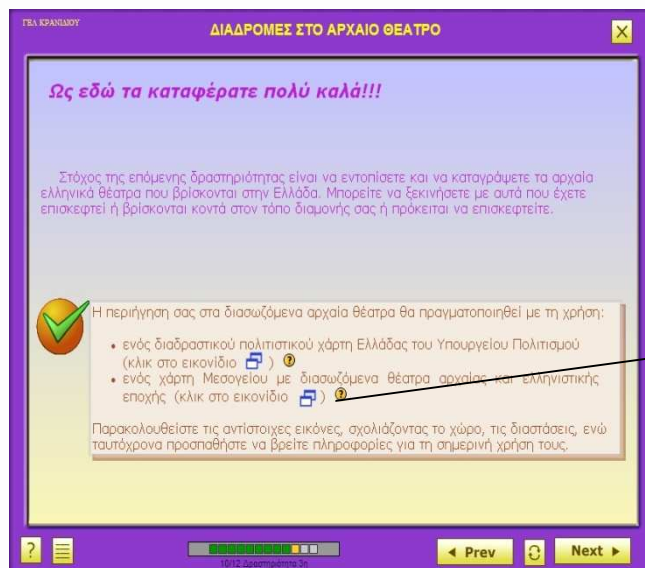 ΓΕΛ ΚΡΑΝΙΔΙΟΥ
ΔΙΑΔΡΟΜΕΣ ΣΤΟ ΑΡΧΑΙΟ ΘΕΑΤΡΟ
X
Ως εδώ τα καταφέρατε πολύ καλά!!!
Στόχος της επόμενης δραστηριότητας είναι να εντοπίσετε και να καταγράψετε τα αρχαία
ελληνικά θέατρα που βρίσκονται στην Ελλάδα. Μπορείτε να ξεκινήσετε με αυτά που έχετε
επισκεφτεί ή βρίσκονται κοντά στον τόπο διαμονής σας ή πρόκειται να επισκεφτείτε.
Η περιήγηση σας στα διασωζόμενα αρχαία θέατρα θα πραγματοποιηθεί με τη χρήση:
• ενός διαδραστικού πολιτιστικού χάρτη Ελλάδας του Υπουργείου Πολιτισμού
(κλικ στο εικονίδιο ) ?
• ενός χάρτη Μεσογείου με διασωζόμενα θέατρα αρχαίας και ελληνιστικής
εποχής (κλικ στο εικονίδιο ) ?
Παρακολουθείστε τις αντίστοιχες εικόνες, σχολιάζοντας το χώρο, τις διαστάσεις, ενώ
ταυτόχρονα προσπαθήστε να βρείτε πληροφορίες για τη σημερινή χρήση τους.
? Prev Next
10/12 Δραστηριότητα 3η